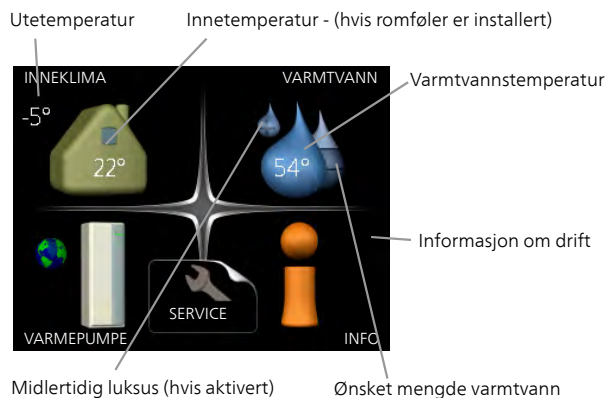 Utetemperatur
Innetemperatur - (hvis romføler er installert)
INNEKLIMA
VARMTVANN
Varmtvannstemperatur
-5°
22°
54°
Informasjon om drift
SERVICE
VARMEPUMPE
INFO
Midlertidig luksus (hvis aktivert)
Ønsket mengde varmtvann